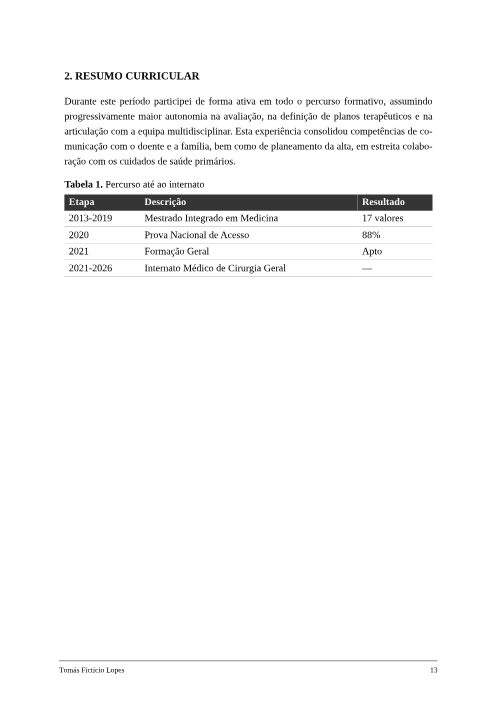 2. RESUMO CURRICULAR
Durante este período participei de forma ativa em todo o percurso formativo, assumindo
progressivamente maior autonomia na avaliação, na definição de planos terapêuticos e na
articulação com a equipa multidisciplinar. Esta experiência consolidou competências de co-
municação com o doente e a família, bem como de planeamento da alta, em estreita colabo-
ração com os cuidados de saúde primários.
Tabela 1. Percurso até ao internato
Etapa Descrição Resultado
2013-2019 Mestrado Integrado em Medicina 17 valores
2020 Prova Nacional de Acesso 88%
2021 Formação Geral Apto
2021-2026 Internato Médico de Cirurgia Geral —
Tomás Fictício Lopes 13